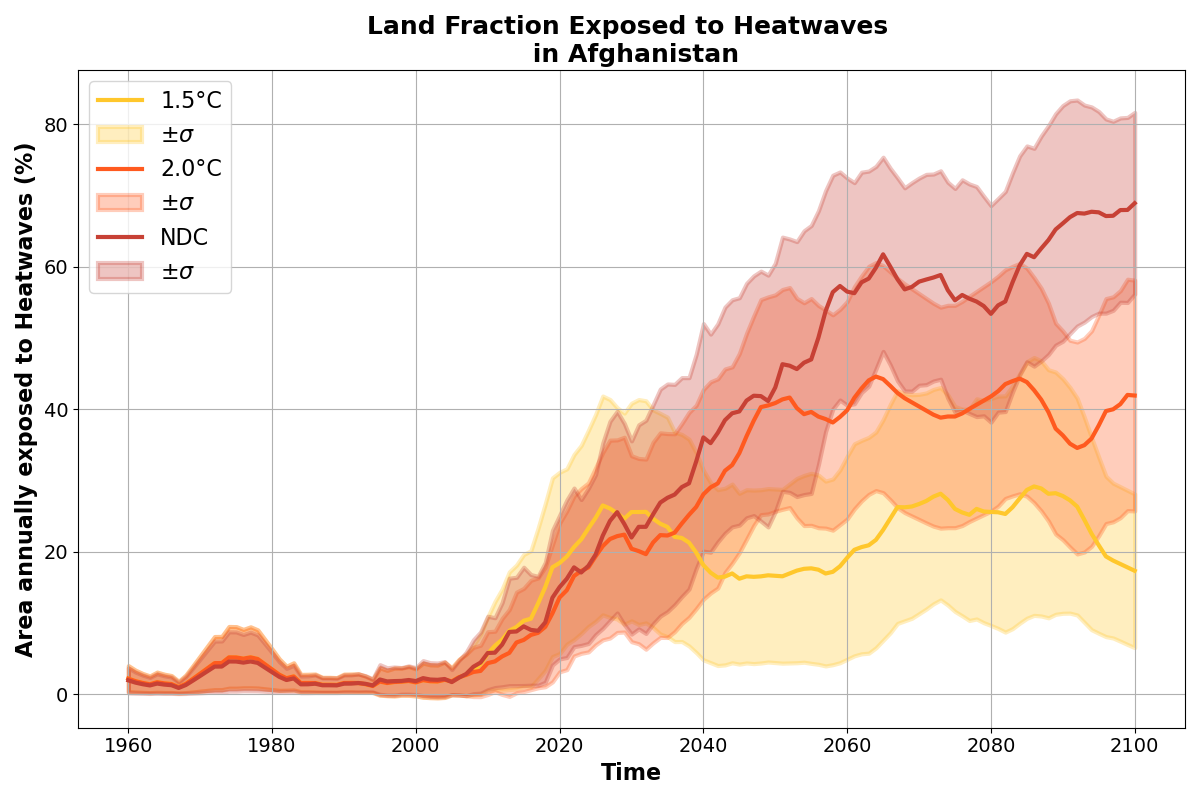 Land Fraction Exposed to Heatwaves
in Afghanistan
Area annually exposed to Heatwaves (%)
80
60
40
20
0
1.5°C
±σ
2.0°C
±σ
NDC
±σ
1960 1980 2000 2020 2040 2060 2080 2100
Time